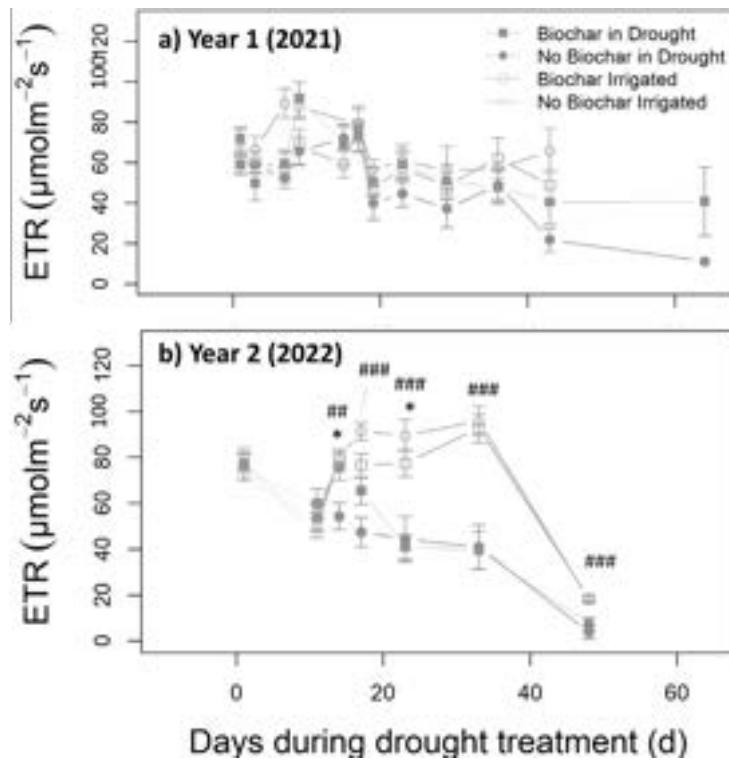 a) Year 1 (2021)
Biochar in Drought
No Biochar in Drought
Biochar Irrigated
No Biochar Irrigated
ETR (µmolm⁻²s⁻¹)
0 20 40 60 80 100 120
b) Year 2 (2022)
###
###
###
##
###
ETR (µmolm⁻²s⁻¹)
0 20 40 60 80 100 120
0 20 40 60
Days during drought treatment (d)